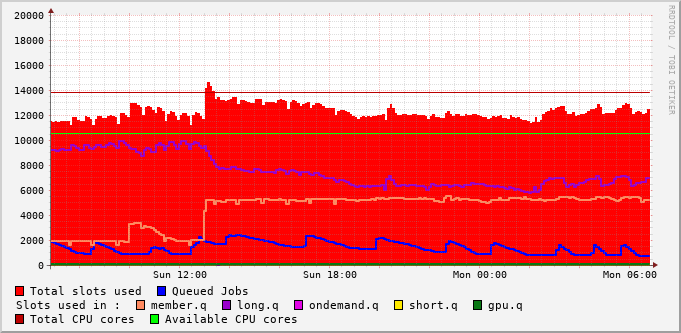 20000
18000
16000
14000
12000
10000
8000
6000
4000
2000
0
Sun 12:00 Sun 18:00 Mon 00:00 Mon 06:00
RRDTOOL / TOBI OETIKER
Total slots used Queued Jobs
Slots used in : member.q long.q ondemand.q short.q gpu.q
Total CPU cores Available CPU cores